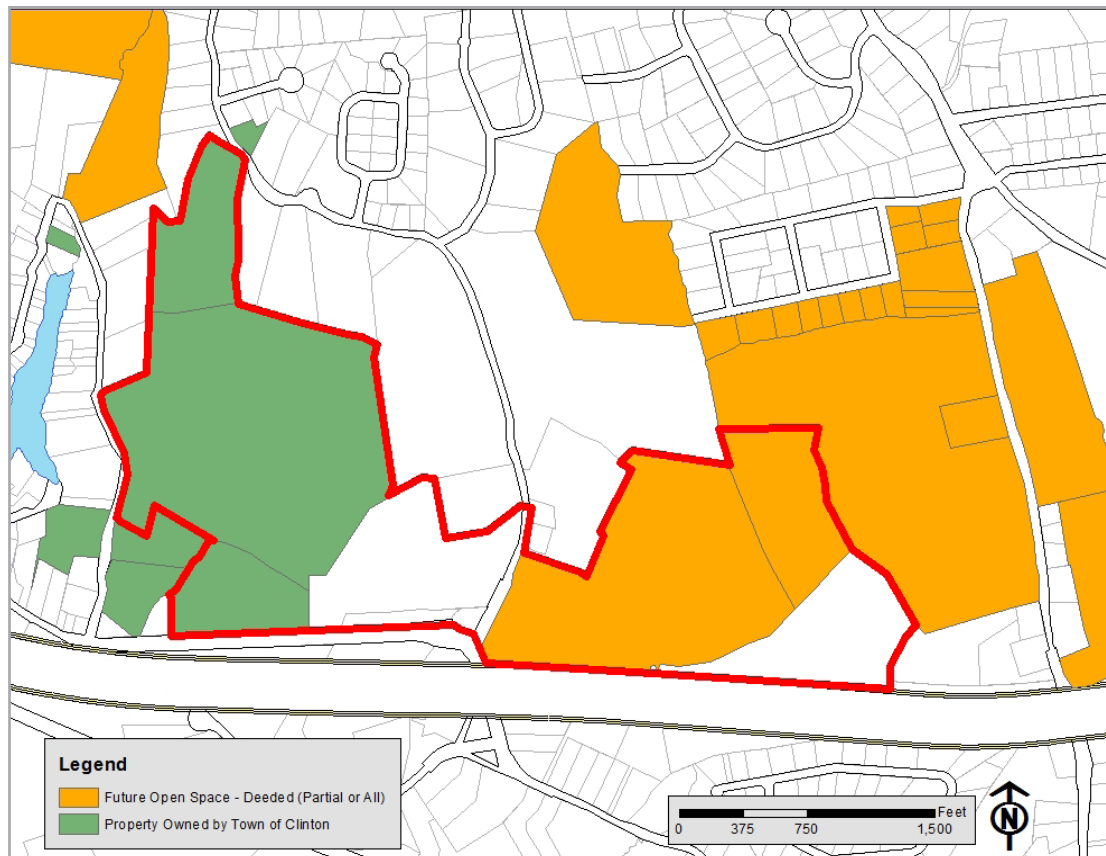 Legend
Future Open Space - Deeded (Partial or All)
Property Owned by Town of Clinton
Feet
0 375 750 1,500
N